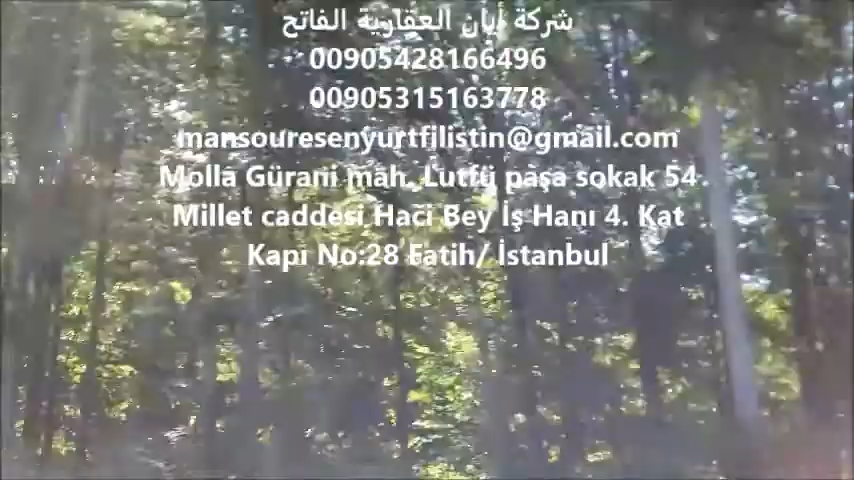 شركة أيان العقارية الفاتح
00905428166496
00905315163778
mansouresenyurtfilistin@gmail.com
Molla Gürani mah. Lutfü paşa sokak 54
Millet caddesi Haci Bey İş Hanı 4. Kat
Kapı No:28 Fatih/ İstanbul